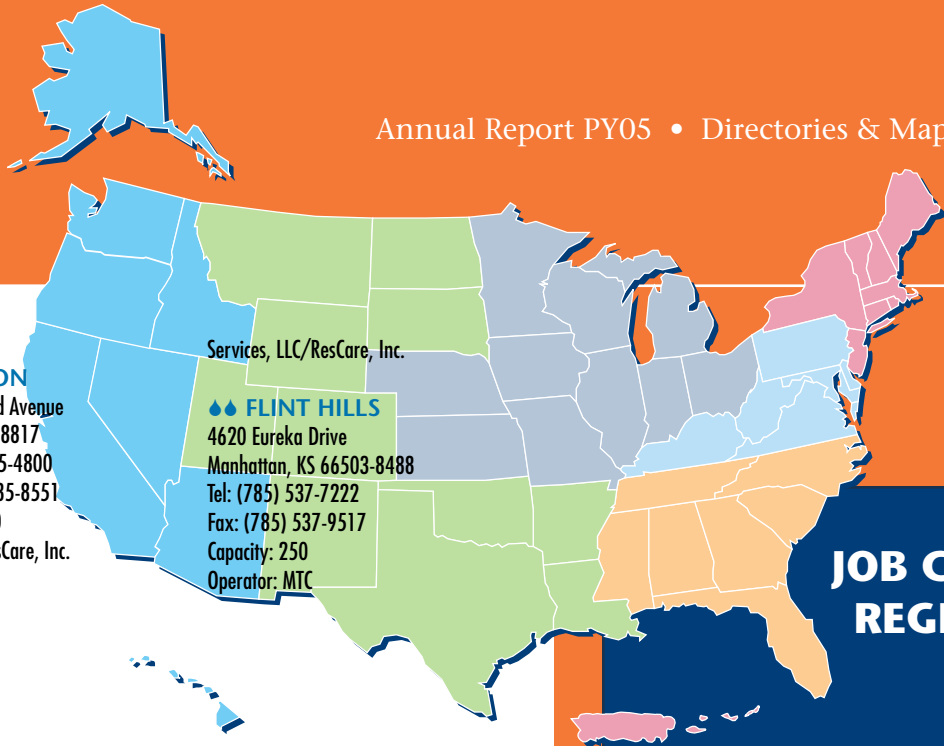 Annual Report PY05 • Directories & Map
ON
d Avenue
8817
5-4800
35-8551
)
sCare, Inc.
Services, LLC/ResCare, Inc.
FLINT HILLS
4620 Eureka Drive
Manhattan, KS 66503-8488
Tel: (785) 537-7222
Fax: (785) 537-9517
Capacity: 250
Operator: MTC
JOB C
REGI